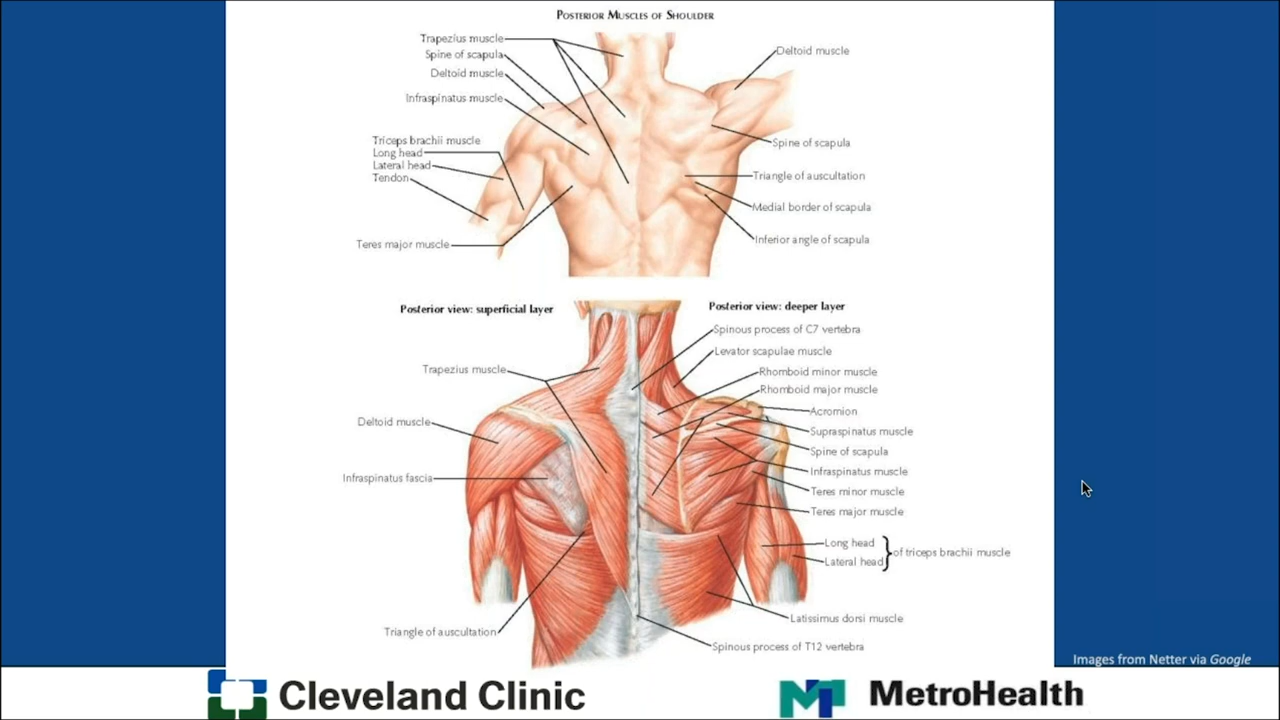 POSTERIOR MUSCLES OF SHOULDER
Trapezius muscle
Spine of scapula
Deltoid muscle
Infraspinatus muscle
Triceps brachii muscle
Long head
Lateral head
Tendon
Teres major muscle
Deltoid muscle
Spine of scapula
Triangle of auscultation
Medial border of scapula
Inferior angle of scapula
Posterior view: superficial layer
Trapezius muscle
Deltoid muscle
Infraspinatus fascia
Triangle of auscultation
Posterior view: deeper layer
Spinous process of C7 vertebra
Levator scapulae muscle
Rhomboid minor muscle
Rhomboid major muscle
Acromion
Supraspinatus muscle
Spine of scapula
Infraspinatus muscle
Teres minor muscle
Teres major muscle
Long head
Lateral head
of triceps brachii muscle
Latissimus dorsi muscle
Spinous process of T12 vertebra
Images from Netter via Google
Cleveland Clinic
MetroHealth